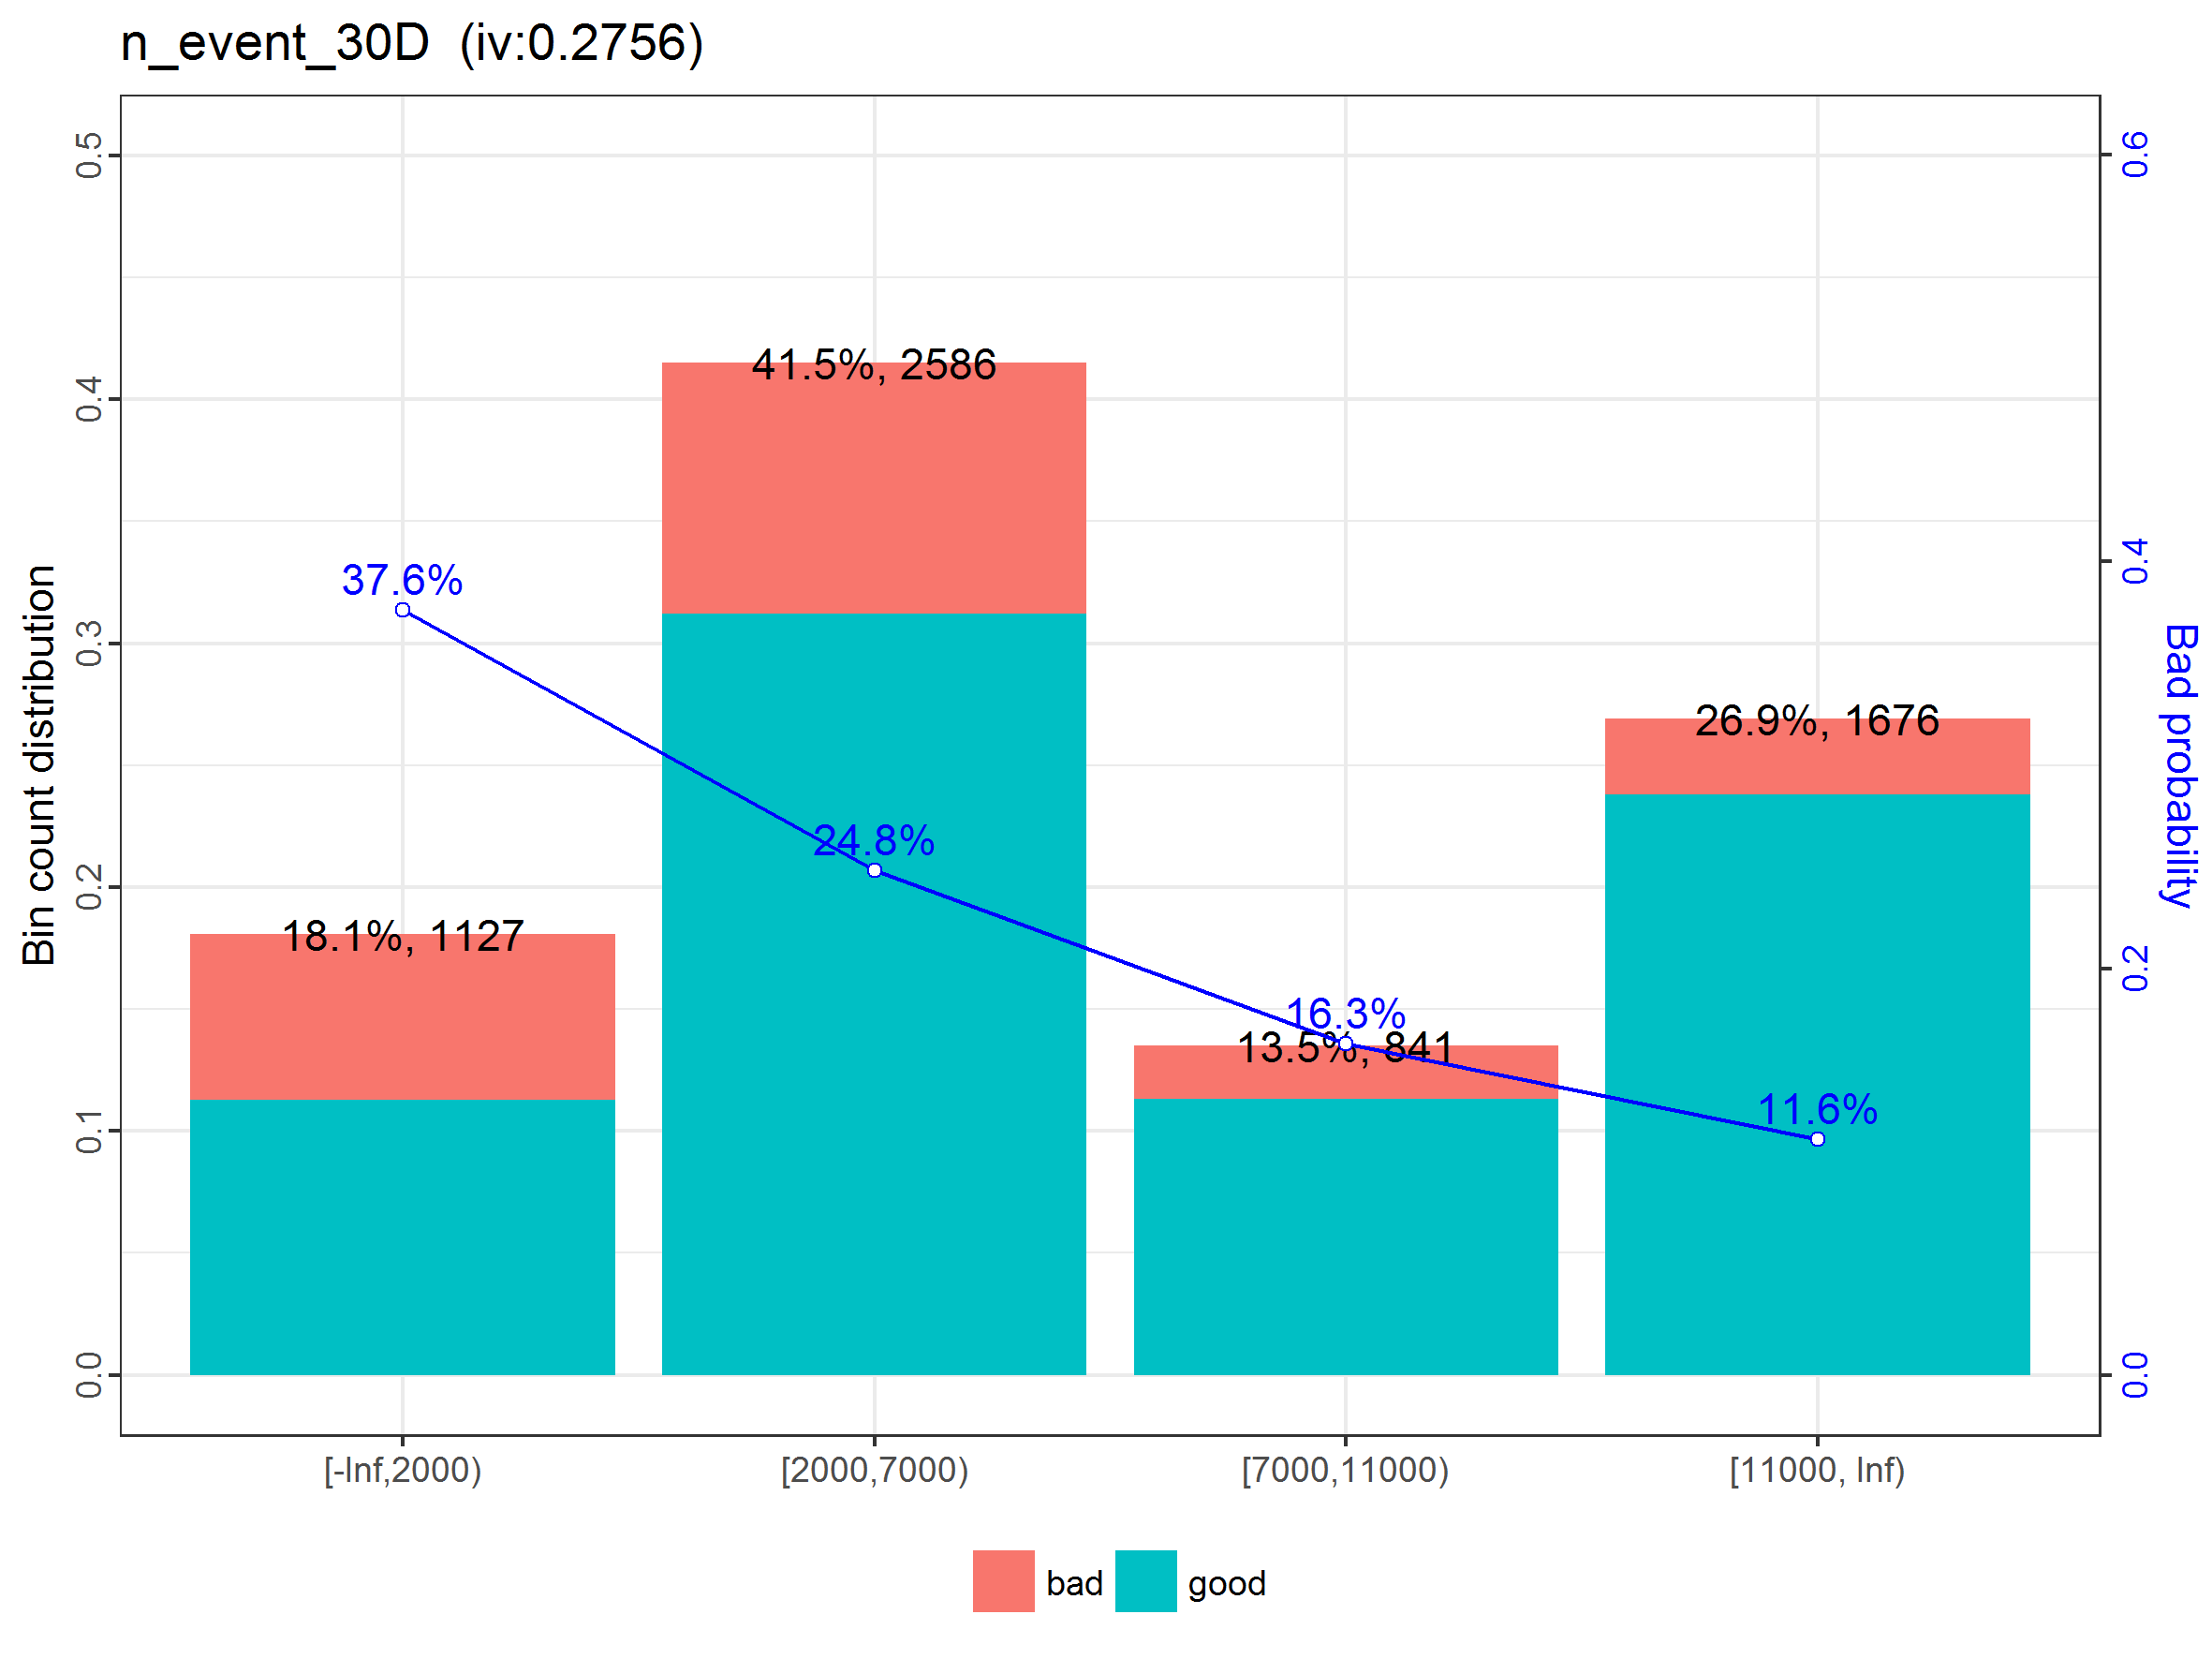 n_event_30D (iv:0.2756)
0.5
0.4
0.3
0.2
0.1
0.0
Bin count distribution
0.6
0.4
0.2
0.0
Bad probability
41.5%, 2586
37.6%
26.9%, 1676
24.8%
18.1%, 1127
16.3%
13.5%, 841
11.6%
[-Inf,2000)
[2000,7000)
[7000,11000)
[11000, Inf)
bad
good